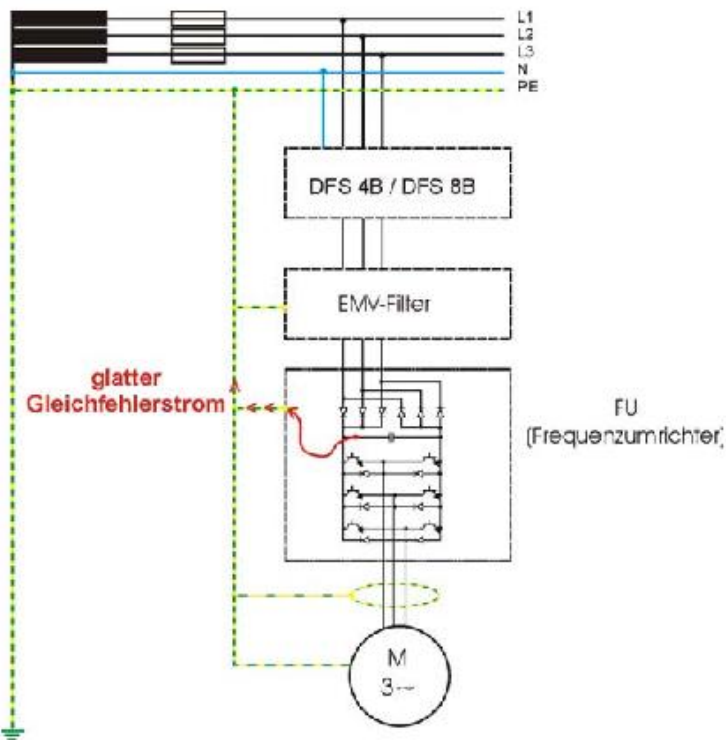 L1
L2
L3
N
PE
DFS 4B / DFS 8B
EMV-Filter
glatter
Gleichfehlerstrom
FU
(Frequenzumrichter)
M
3~